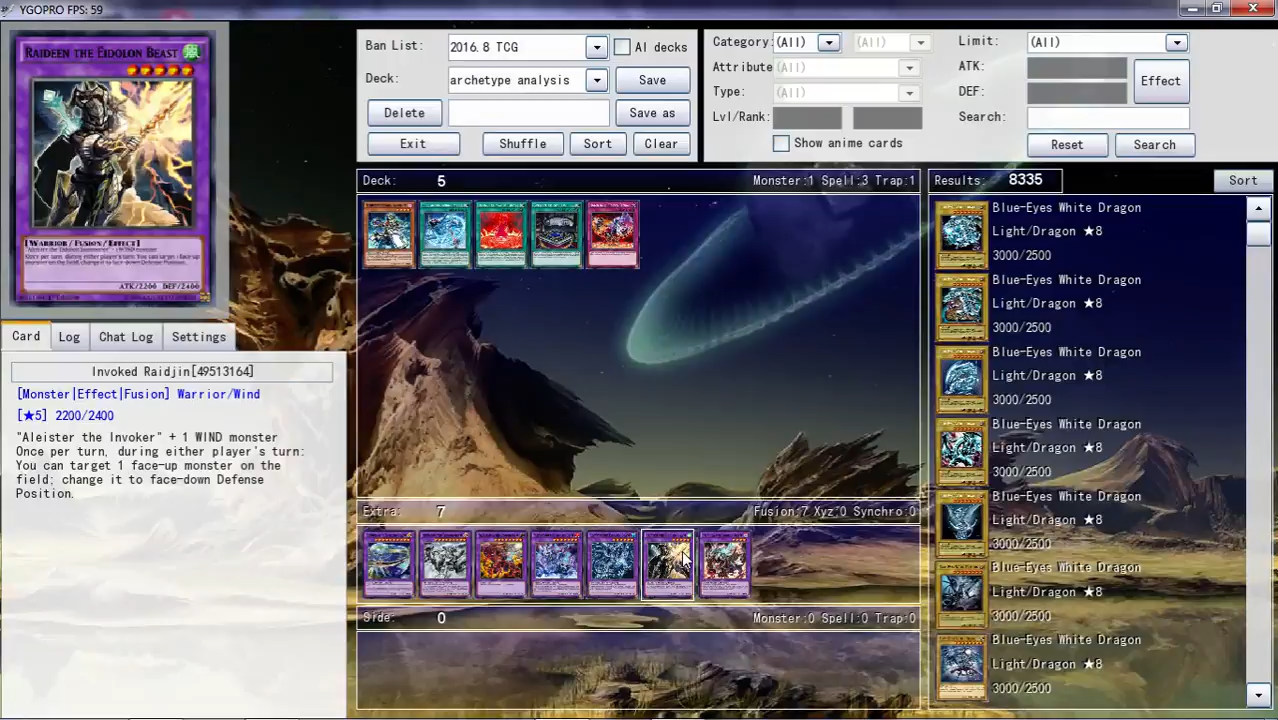 YGOPRO FPS: 59
RAIDEEN THE EIDOLON BEAST
[WARRIOR / FUSION / EFFECT]
ATK/2200 DEF/2400
Card
Log
Chat Log
Settings
Invoked Raidjin[49513164]
[Monster|Effect|Fusion] Warrior/Wind
[★5] 2200/2400
"Aleister the Invoker" + 1 WIND monster
Once per turn, during either player's turn:
You can target 1 face-up monster on the
field; change it to face-down Defense
Position.
Ban List:
2016.8 TCG
AI decks
Deck:
archetype analysis
Save
Delete
Save as
Exit
Shuffle
Sort
Clear
Category:
(All)
(All)
Limit:
(All)
Attribute
(All)
ATK:
Effect
Type:
(All)
DEF:
Lvl/Rank:
Search:
Show anime cards
Reset
Search
Deck: 5
Monster:1 Spell:3 Trap:1
Extra: 7
Fusion:7 Xyz:0 Synchro:0
Side: 0
Monster:0 Spell:0 Trap:0
Results: 8335
Sort
Blue-Eyes White Dragon
Light/Dragon ★8
3000/2500
Blue-Eyes White Dragon
Light/Dragon ★8
3000/2500
Blue-Eyes White Dragon
Light/Dragon ★8
3000/2500
Blue-Eyes White Dragon
Light/Dragon ★8
3000/2500
Blue-Eyes White Dragon
Light/Dragon ★8
3000/2500
Blue-Eyes White Dragon
Light/Dragon ★8
3000/2500
Blue-Eyes White Dragon
Light/Dragon ★8
3000/2500